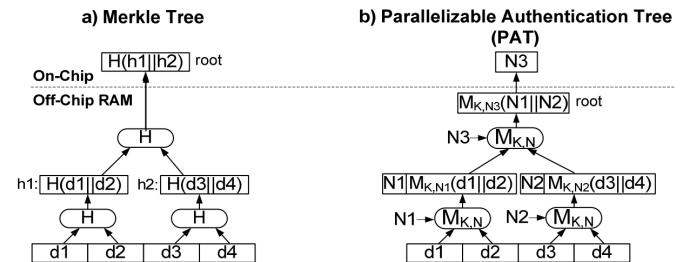 a) Merkle Tree
H(h1||h2) root
On-Chip
Off-Chip RAM
H
h1: H(d1||d2) h2: H(d3||d4)
H H
d1 d2 d3 d4
b) Parallelizable Authentication Tree
(PAT)
N3
M_K,N3(N1||N2) root
N3 M_K,N
N1 M_K,N1(d1||d2) N2 M_K,N2(d3||d4)
N1 M_K,N N2 M_K,N
d1 d2 d3 d4